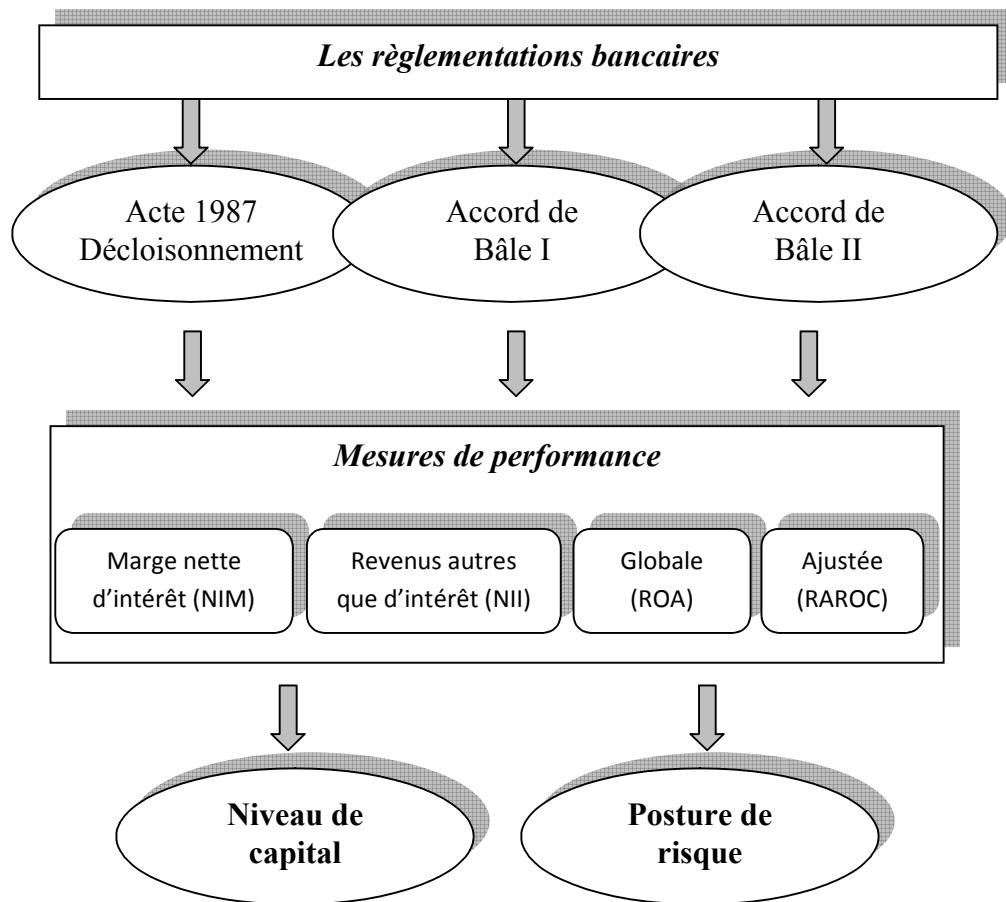 Les règlementations bancaires
Acte 1987
Décloisonnement
Accord de
Bâle I
Accord de
Bâle II
Mesures de performance
Marge nette
d’intérêt (NIM)
Revenus autres
que d’intérêt (NII)
Globale
(ROA)
Ajustée
(RAROC)
Niveau de
capital
Posture de
risque